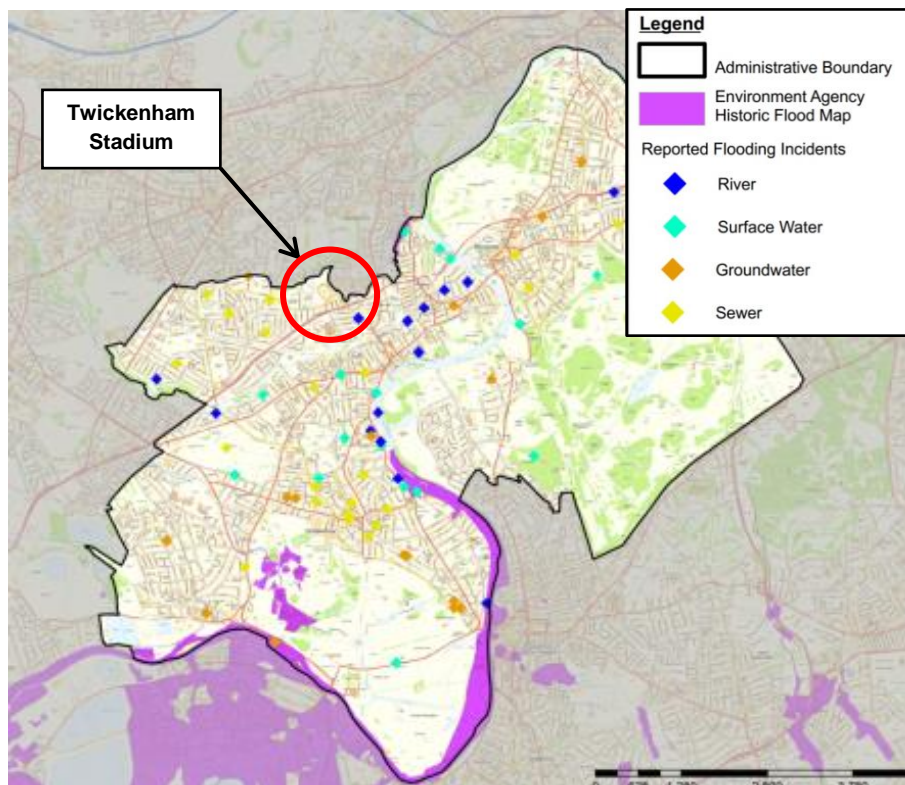 Twickenham
Stadium
Legend
Administrative Boundary
Environment Agency
Historic Flood Map
Reported Flooding Incidents
River
Surface Water
Groundwater
Sewer